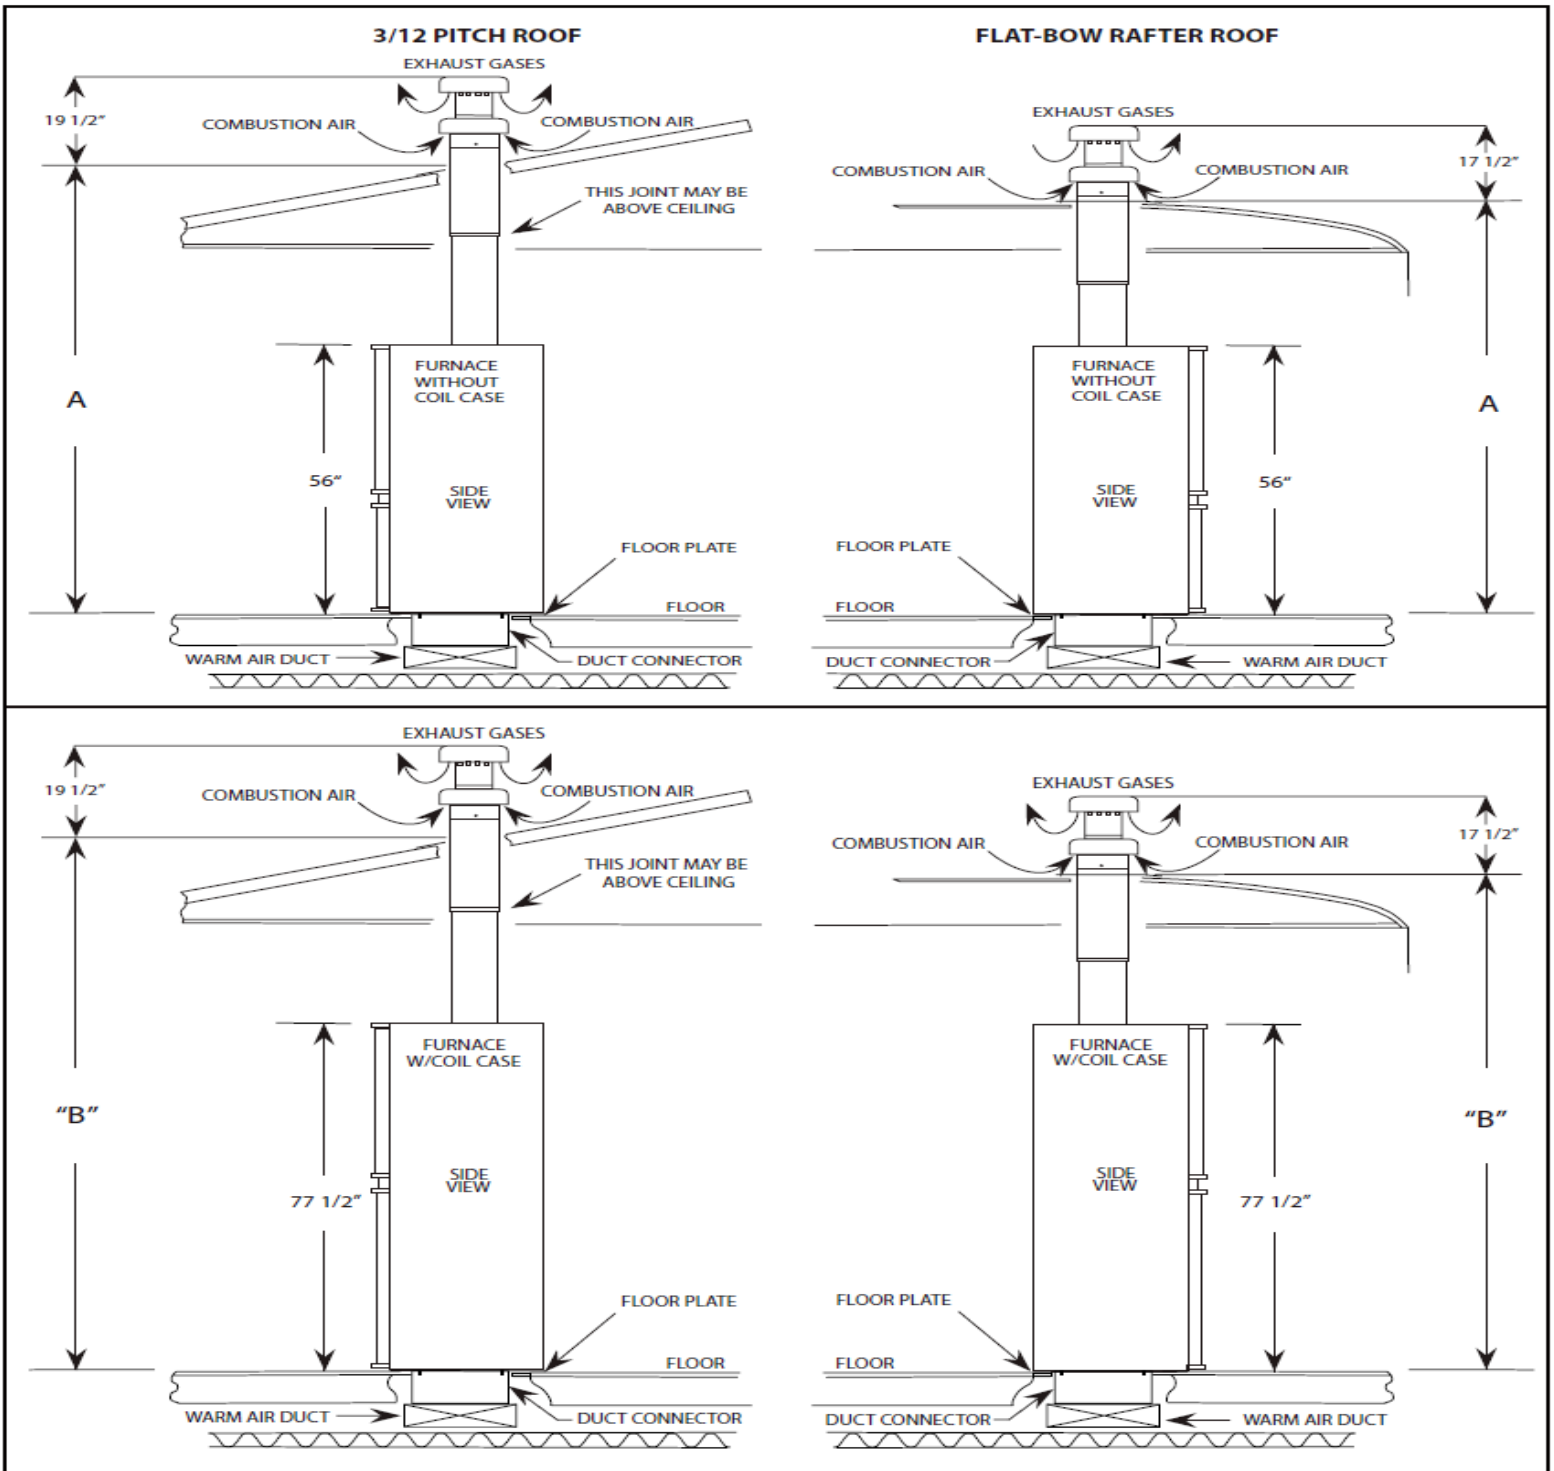 3/12 PITCH ROOF
EXHAUST GASES
19 1/2"
COMBUSTION AIR
COMBUSTION AIR
THIS JOINT MAY BE
ABOVE CEILING
A
FURNACE
WITHOUT
COIL CASE
56"
SIDE
VIEW
FLOOR PLATE
FLOOR
WARM AIR DUCT
DUCT CONNECTOR
FLAT-BOW RAFTER ROOF
EXHAUST GASES
17 1/2"
COMBUSTION AIR
COMBUSTION AIR
FURNACE
WITHOUT
COIL CASE
A
56"
SIDE
VIEW
FLOOR PLATE
FLOOR
DUCT CONNECTOR
WARM AIR DUCT
EXHAUST GASES
19 1/2"
COMBUSTION AIR
COMBUSTION AIR
THIS JOINT MAY BE
ABOVE CEILING
FURNACE
W/COIL CASE
“B”
SIDE
VIEW
77 1/2"
FLOOR PLATE
FLOOR
WARM AIR DUCT
DUCT CONNECTOR
EXHAUST GASES
17 1/2"
COMBUSTION AIR
COMBUSTION AIR
FURNACE
W/COIL CASE
“B”
SIDE
VIEW
77 1/2"
FLOOR PLATE
FLOOR
DUCT CONNECTOR
WARM AIR DUCT